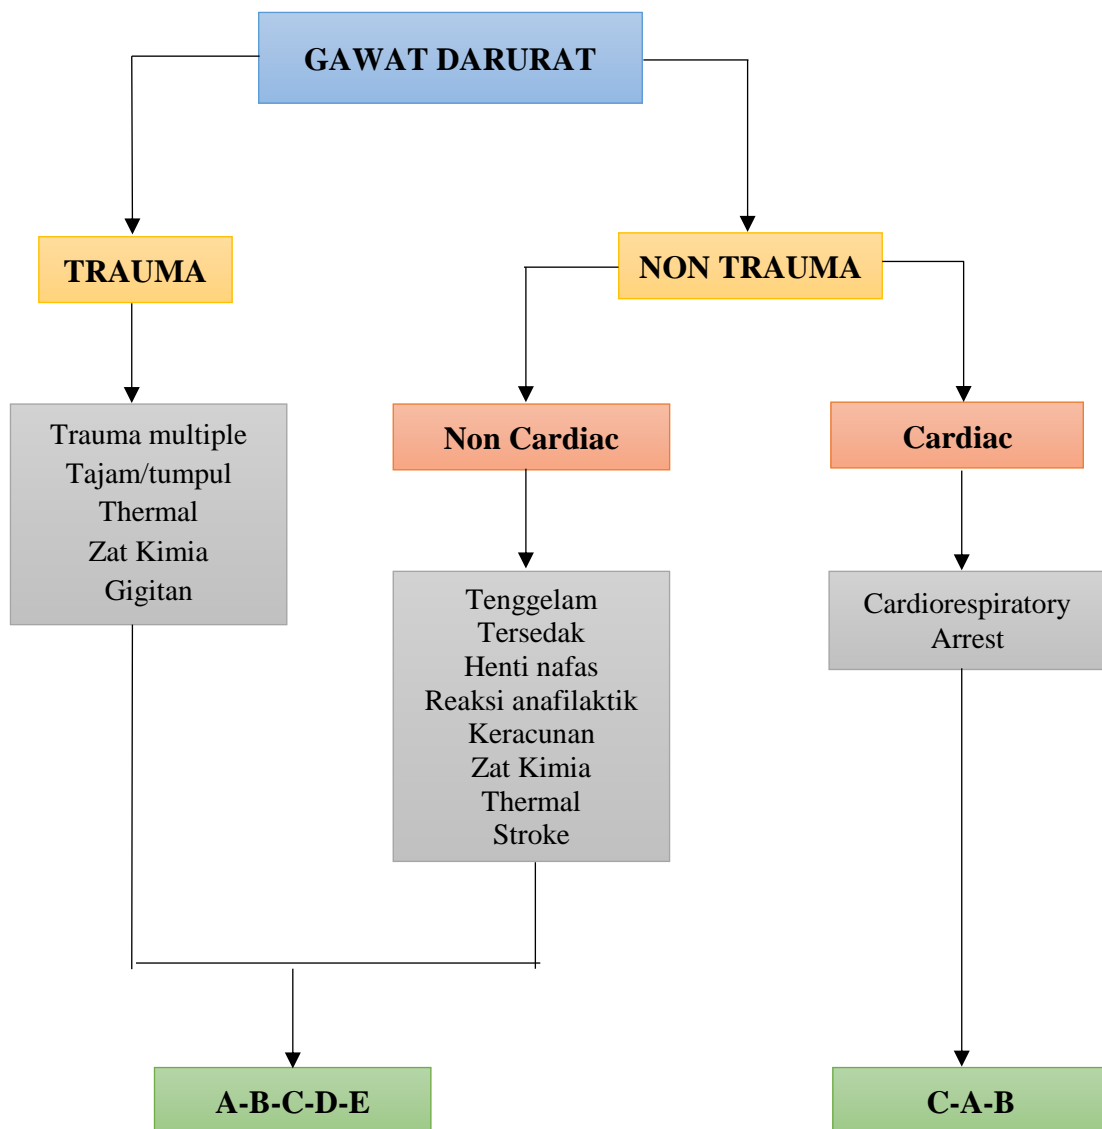 GAWAT DARURAT
TRAUMA
NON TRAUMA
Trauma multiple
Tajam/tumpul
Thermal
Zat Kimia
Gigitan
Non Cardiac
Cardiac
Tenggelam
Tersedak
Henti nafas
Reaksi anafilaktik
Keracunan
Zat Kimia
Thermal
Stroke
Cardiorespiratory
Arrest
A-B-C-D-E
C-A-B